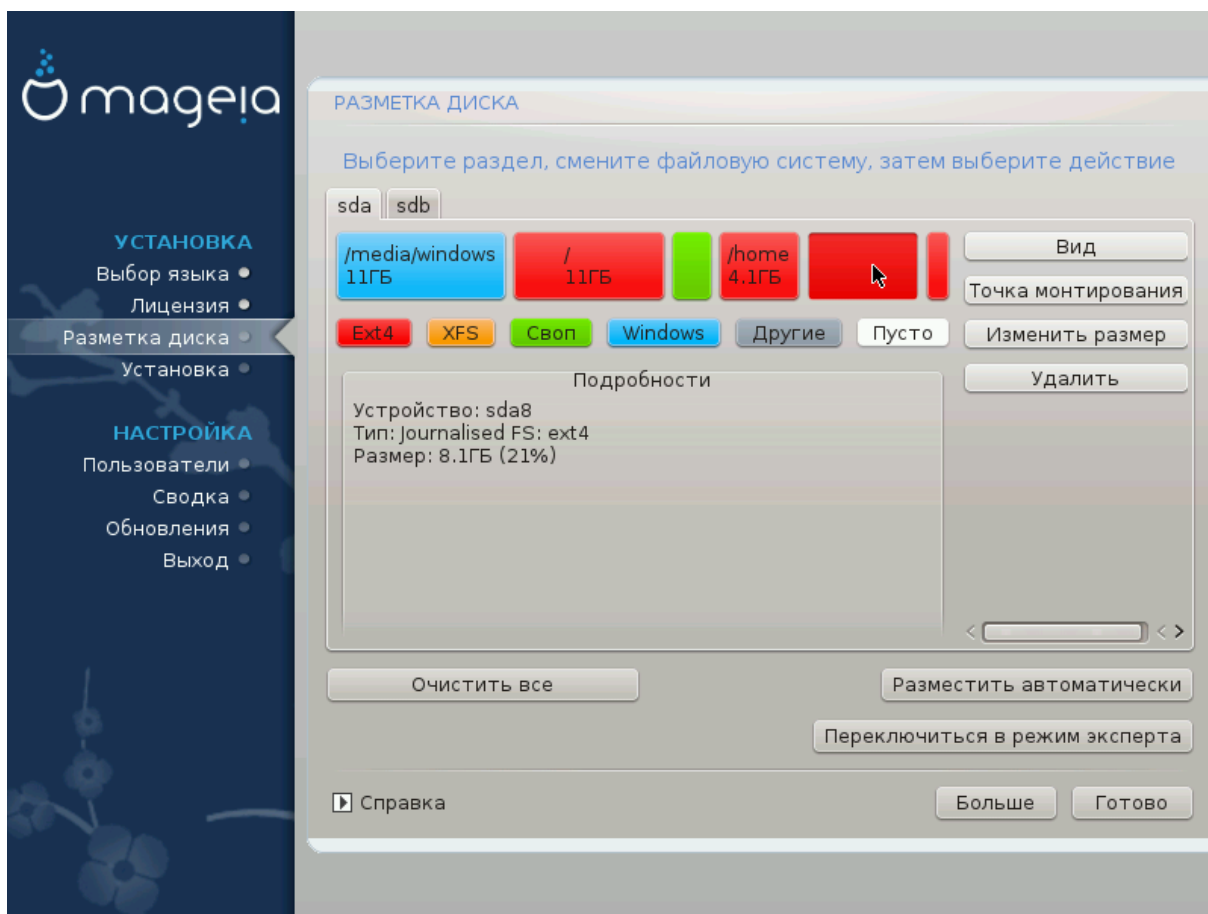 mageia
УСТАНОВКА
Выбор языка
Лицензия
Разметка диска
Установка
НАСТРОЙКА
Пользователи
Сводка
Обновления
Выход
РАЗМЕТКА ДИСКА
Выберите раздел, смените файловую систему, затем выберите действие
sda sdb
/media/windows
11ГБ
/
11ГБ
/home
4.1ГБ
Ext4 XFS Своп Windows Другие Пусто
Подробности
Устройство: sda8
Тип: Journalised FS: ext4
Размер: 8.1ГБ (21%)
Вид
Точка монтирования
Изменить размер
Удалить
Очистить все
Разместить автоматически
Переключиться в режим эксперта
Справка
Больше
Готово